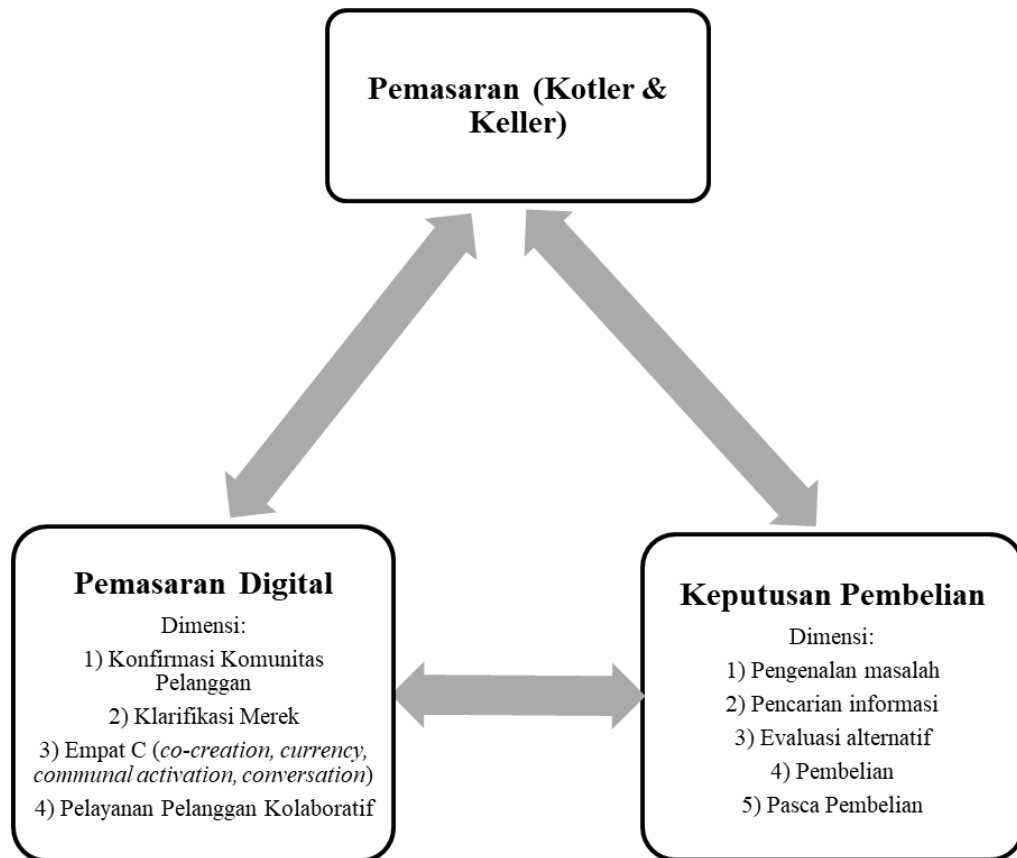 Pemasaran (Kotler &
Keller)
Pemasaran Digital
Dimensi:
1) Konfirmasi Komunitas
Pelanggan
2) Klarifikasi Merek
3) Empat C (co-creation, currency,
communal activation, conversation)
4) Pelayanan Pelanggan Kolaboratif
Keputusan Pembelian
Dimensi:
1) Pengenalan masalah
2) Pencarian informasi
3) Evaluasi alternatif
4) Pembelian
5) Pasca Pembelian